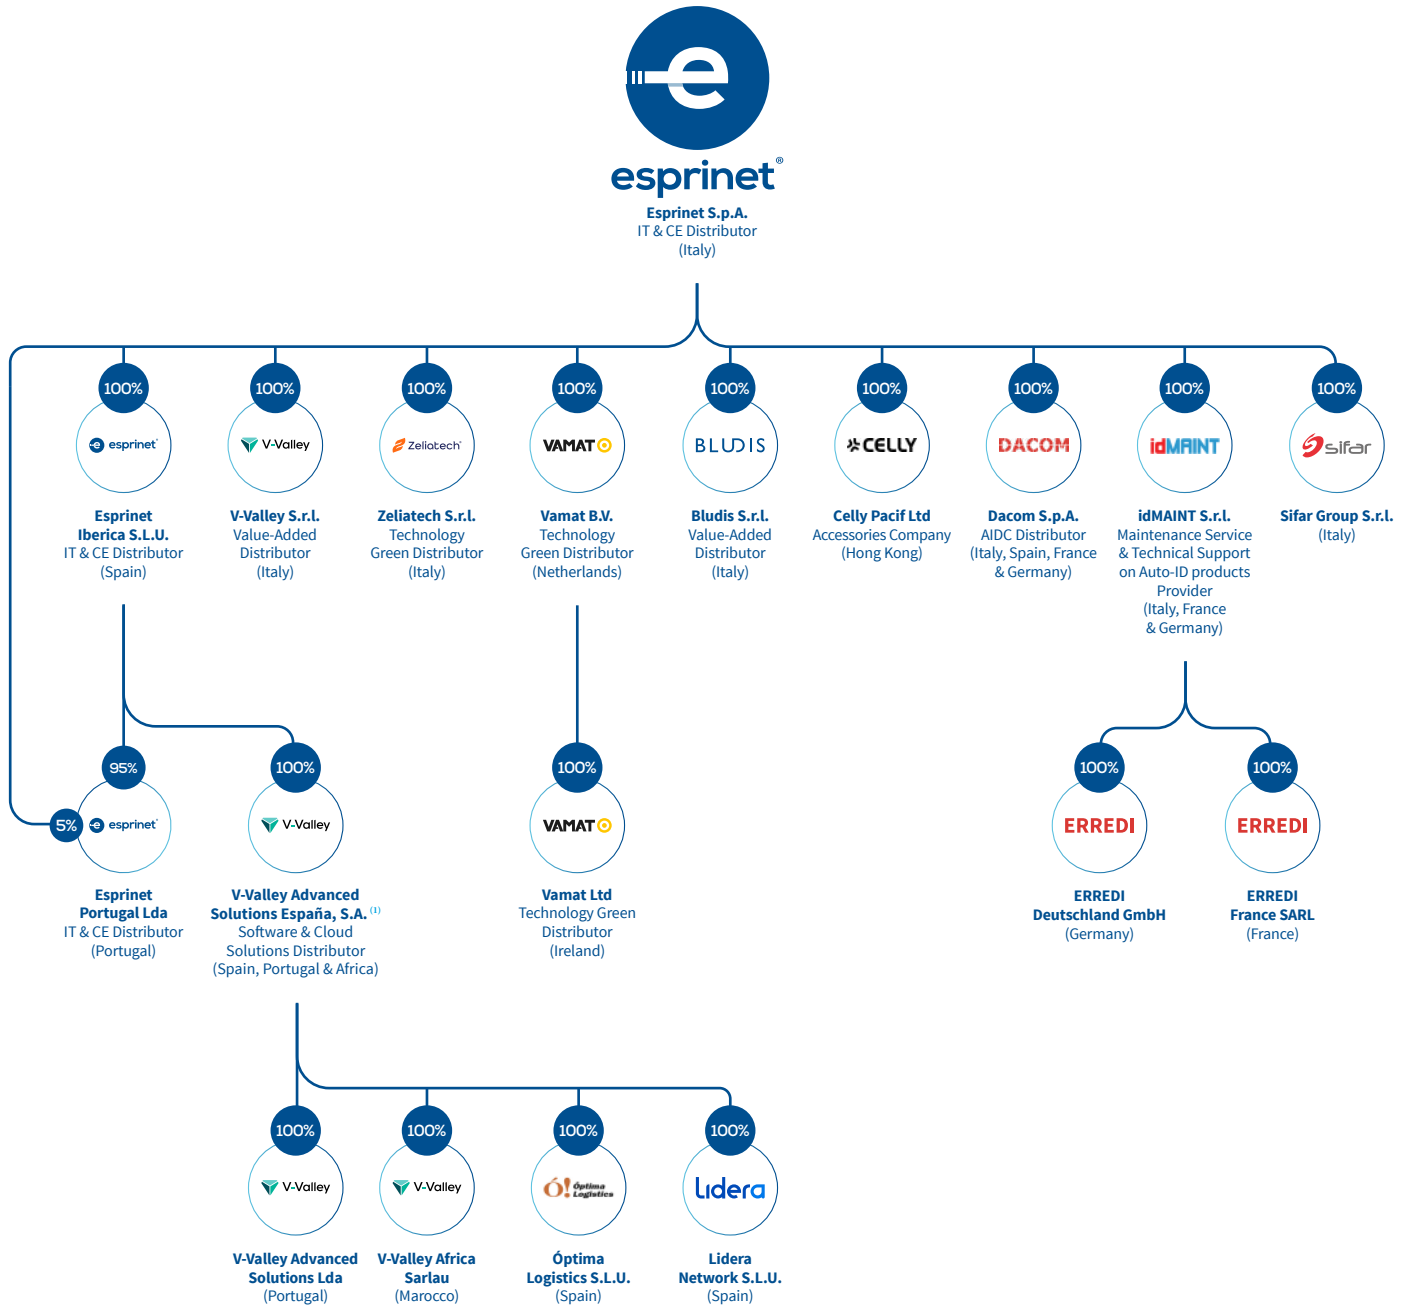 e
esprinet®
Esprinet S.p.A.
IT & CE Distributor
(Italy)
100%
esprinet
Esprinet
Iberica S.L.U.
IT & CE Distributor
(Spain)
100%
V-Valley
V-Valley S.r.l.
Value-Added
Distributor
(Italy)
100%
Zeliatech
Zeliatech S.r.l.
Technology
Green Distributor
(Italy)
100%
VAMAT
Vamat B.V.
Technology
Green Distributor
(Netherlands)
100%
BLUDIS
Bludis S.r.l.
Value-Added
Distributor
(Italy)
100%
CELLY
Celly Pacif Ltd
Accessories Company
(Hong Kong)
100%
DACOM
Dacom S.p.A.
AIDC Distributor
(Italy, Spain, France
& Germany)
100%
idMAINT
idMAINT S.r.l.
Maintenance Service
& Technical Support
on Auto-ID products
Provider
(Italy, France
& Germany)
100%
sifar
Sifar Group S.r.l.
(Italy)
95%
5%
esprinet
Esprinet
Portugal Lda
IT & CE Distributor
(Portugal)
100%
V-Valley
V-Valley Advanced
Solutions España, S.A. (1)
Software & Cloud
Solutions Distributor
(Spain, Portugal & Africa)
100%
VAMAT
Vamat Ltd
Technology Green
Distributor
(Ireland)
100%
ERREDI
ERREDI
Deutschland GmbH
(Germany)
100%
ERREDI
ERREDI
France SARL
(France)
100%
V-Valley
V-Valley Advanced
Solutions Lda
(Portugal)
100%
V-Valley
V-Valley Africa
Sarlau
(Marocco)
100%
Ó! Óptima
Logistics
Óptima
Logistics S.L.U.
(Spain)
100%
Lidera
Lidera
Network S.L.U.
(Spain)